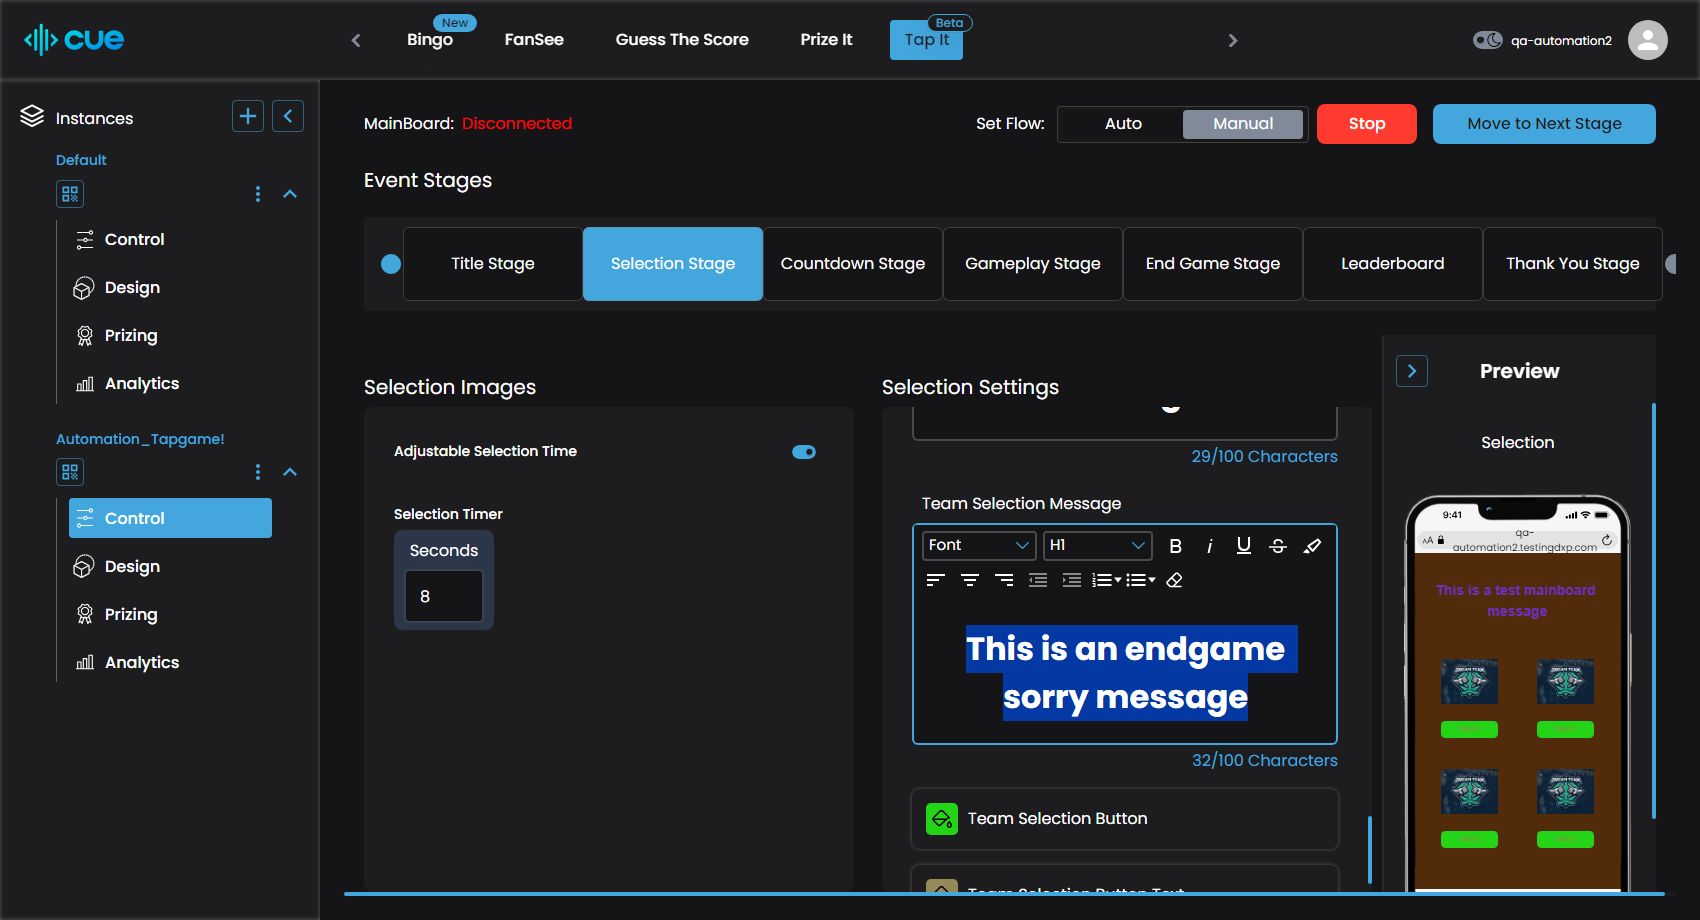 cue
New
Bingo
FanSee
Guess The Score
Prize It
Beta
Tap It
qa-automation2
Instances
Default
Control
Design
Prizing
Analytics
Automation_Tapgame!
Control
Design
Prizing
Analytics
MainBoard: Disconnected
Set Flow:
Auto
Manual
Stop
Move to Next Stage
Event Stages
Title Stage
Selection Stage
Countdown Stage
Gameplay Stage
End Game Stage
Leaderboard
Thank You Stage
Selection Images
Adjustable Selection Time
Selection Timer
Seconds
8
Selection Settings
29/100 Characters
Team Selection Message
Font
H1
B
i
U
S
This is an endgame
sorry message
32/100 Characters
Team Selection Button
Team Selection Button Text
Preview
Selection
9:41
AA
qa-
automation2.testingdxp.com
This is a test mainboard
message